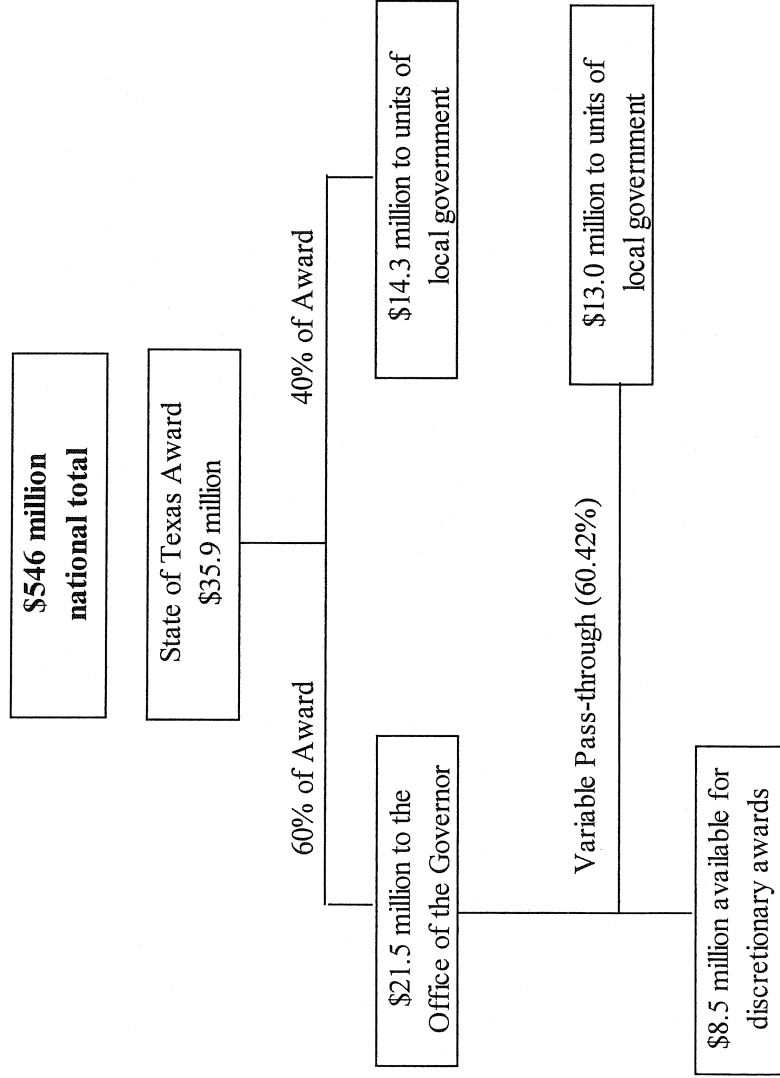 $546 million
national total
State of Texas Award
$35.9 million
60% of Award
40% of Award
$21.5 million to the
Office of the Governor
$14.3 million to units of
local government
Variable Pass-through (60.42%)
$13.0 million to units of
local government
$8.5 million available for
discretionary awards